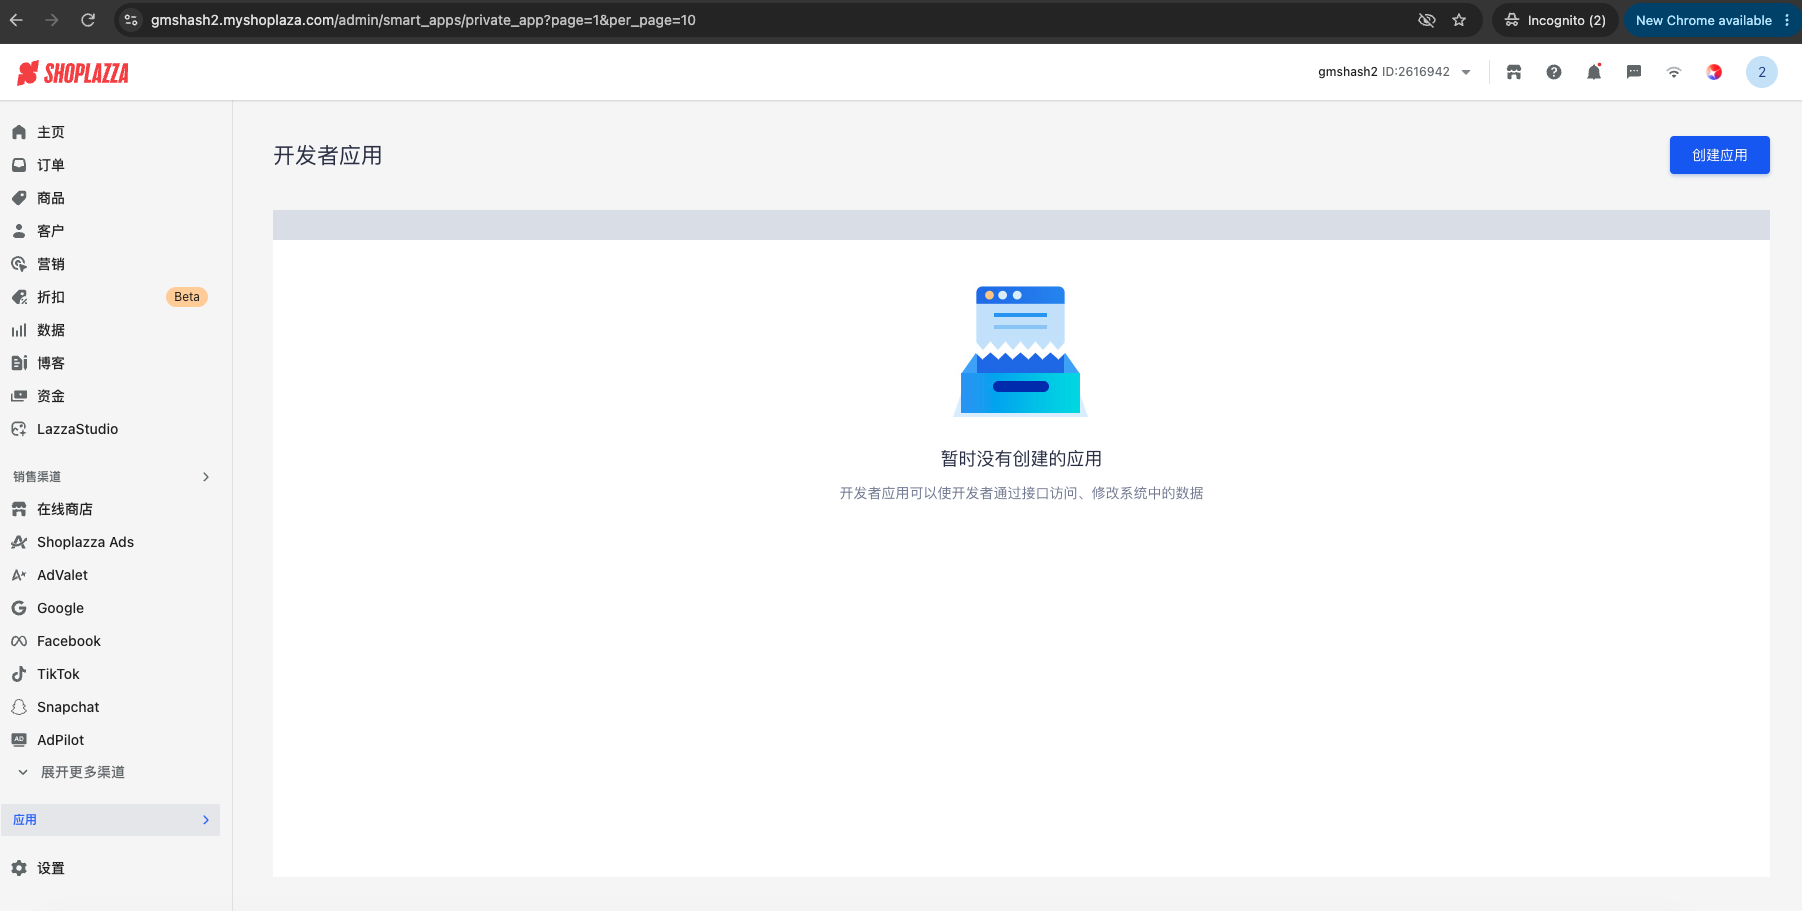 gmshash2.myshoplaza.com/admin/smart_apps/private_app?page=1&per_page=10
Incognito (2)
New Chrome available
SHOPLAZZA
gmshash2 ID:2616942
2
主页
订单
商品
客户
营销
折扣
Beta
数据
博客
资金
LazzaStudio
销售渠道
在线商店
Shoplazza Ads
AdValet
Google
Facebook
TikTok
Snapchat
AD
AdPilot
展开更多渠道
应用
设置
开发者应用
创建应用
暂时没有创建的应用
开发者应用可以使开发者通过接口访问、修改系统中的数据